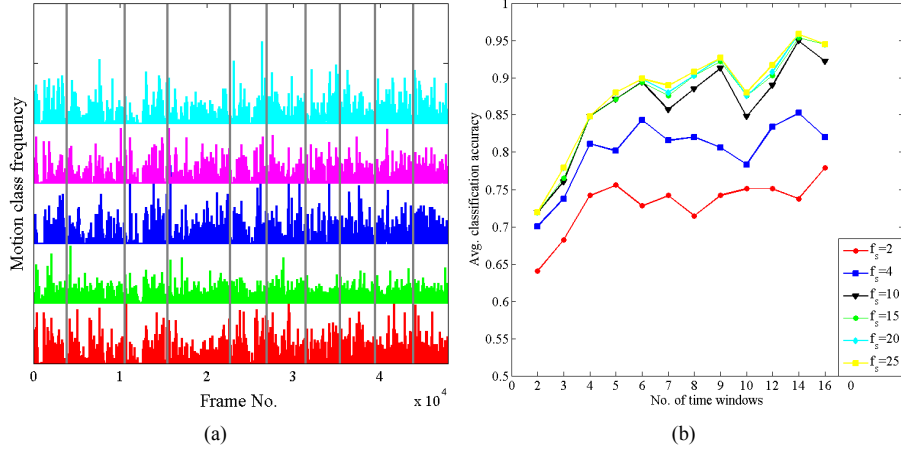 Motion class frequency
0
1
2
3
4
x 10^4
Frame No.
(a)
(b)
Avg. classification accuracy
1
0.95
0.9
0.85
0.8
0.75
0.7
0.65
0.6
0.55
0.5
0 2 3 4 5 6 7 8 9 10 12 14 16 0
No. of time windows
f_s=2
f_s=4
f_s=10
f_s=15
f_s=20
f_s=25